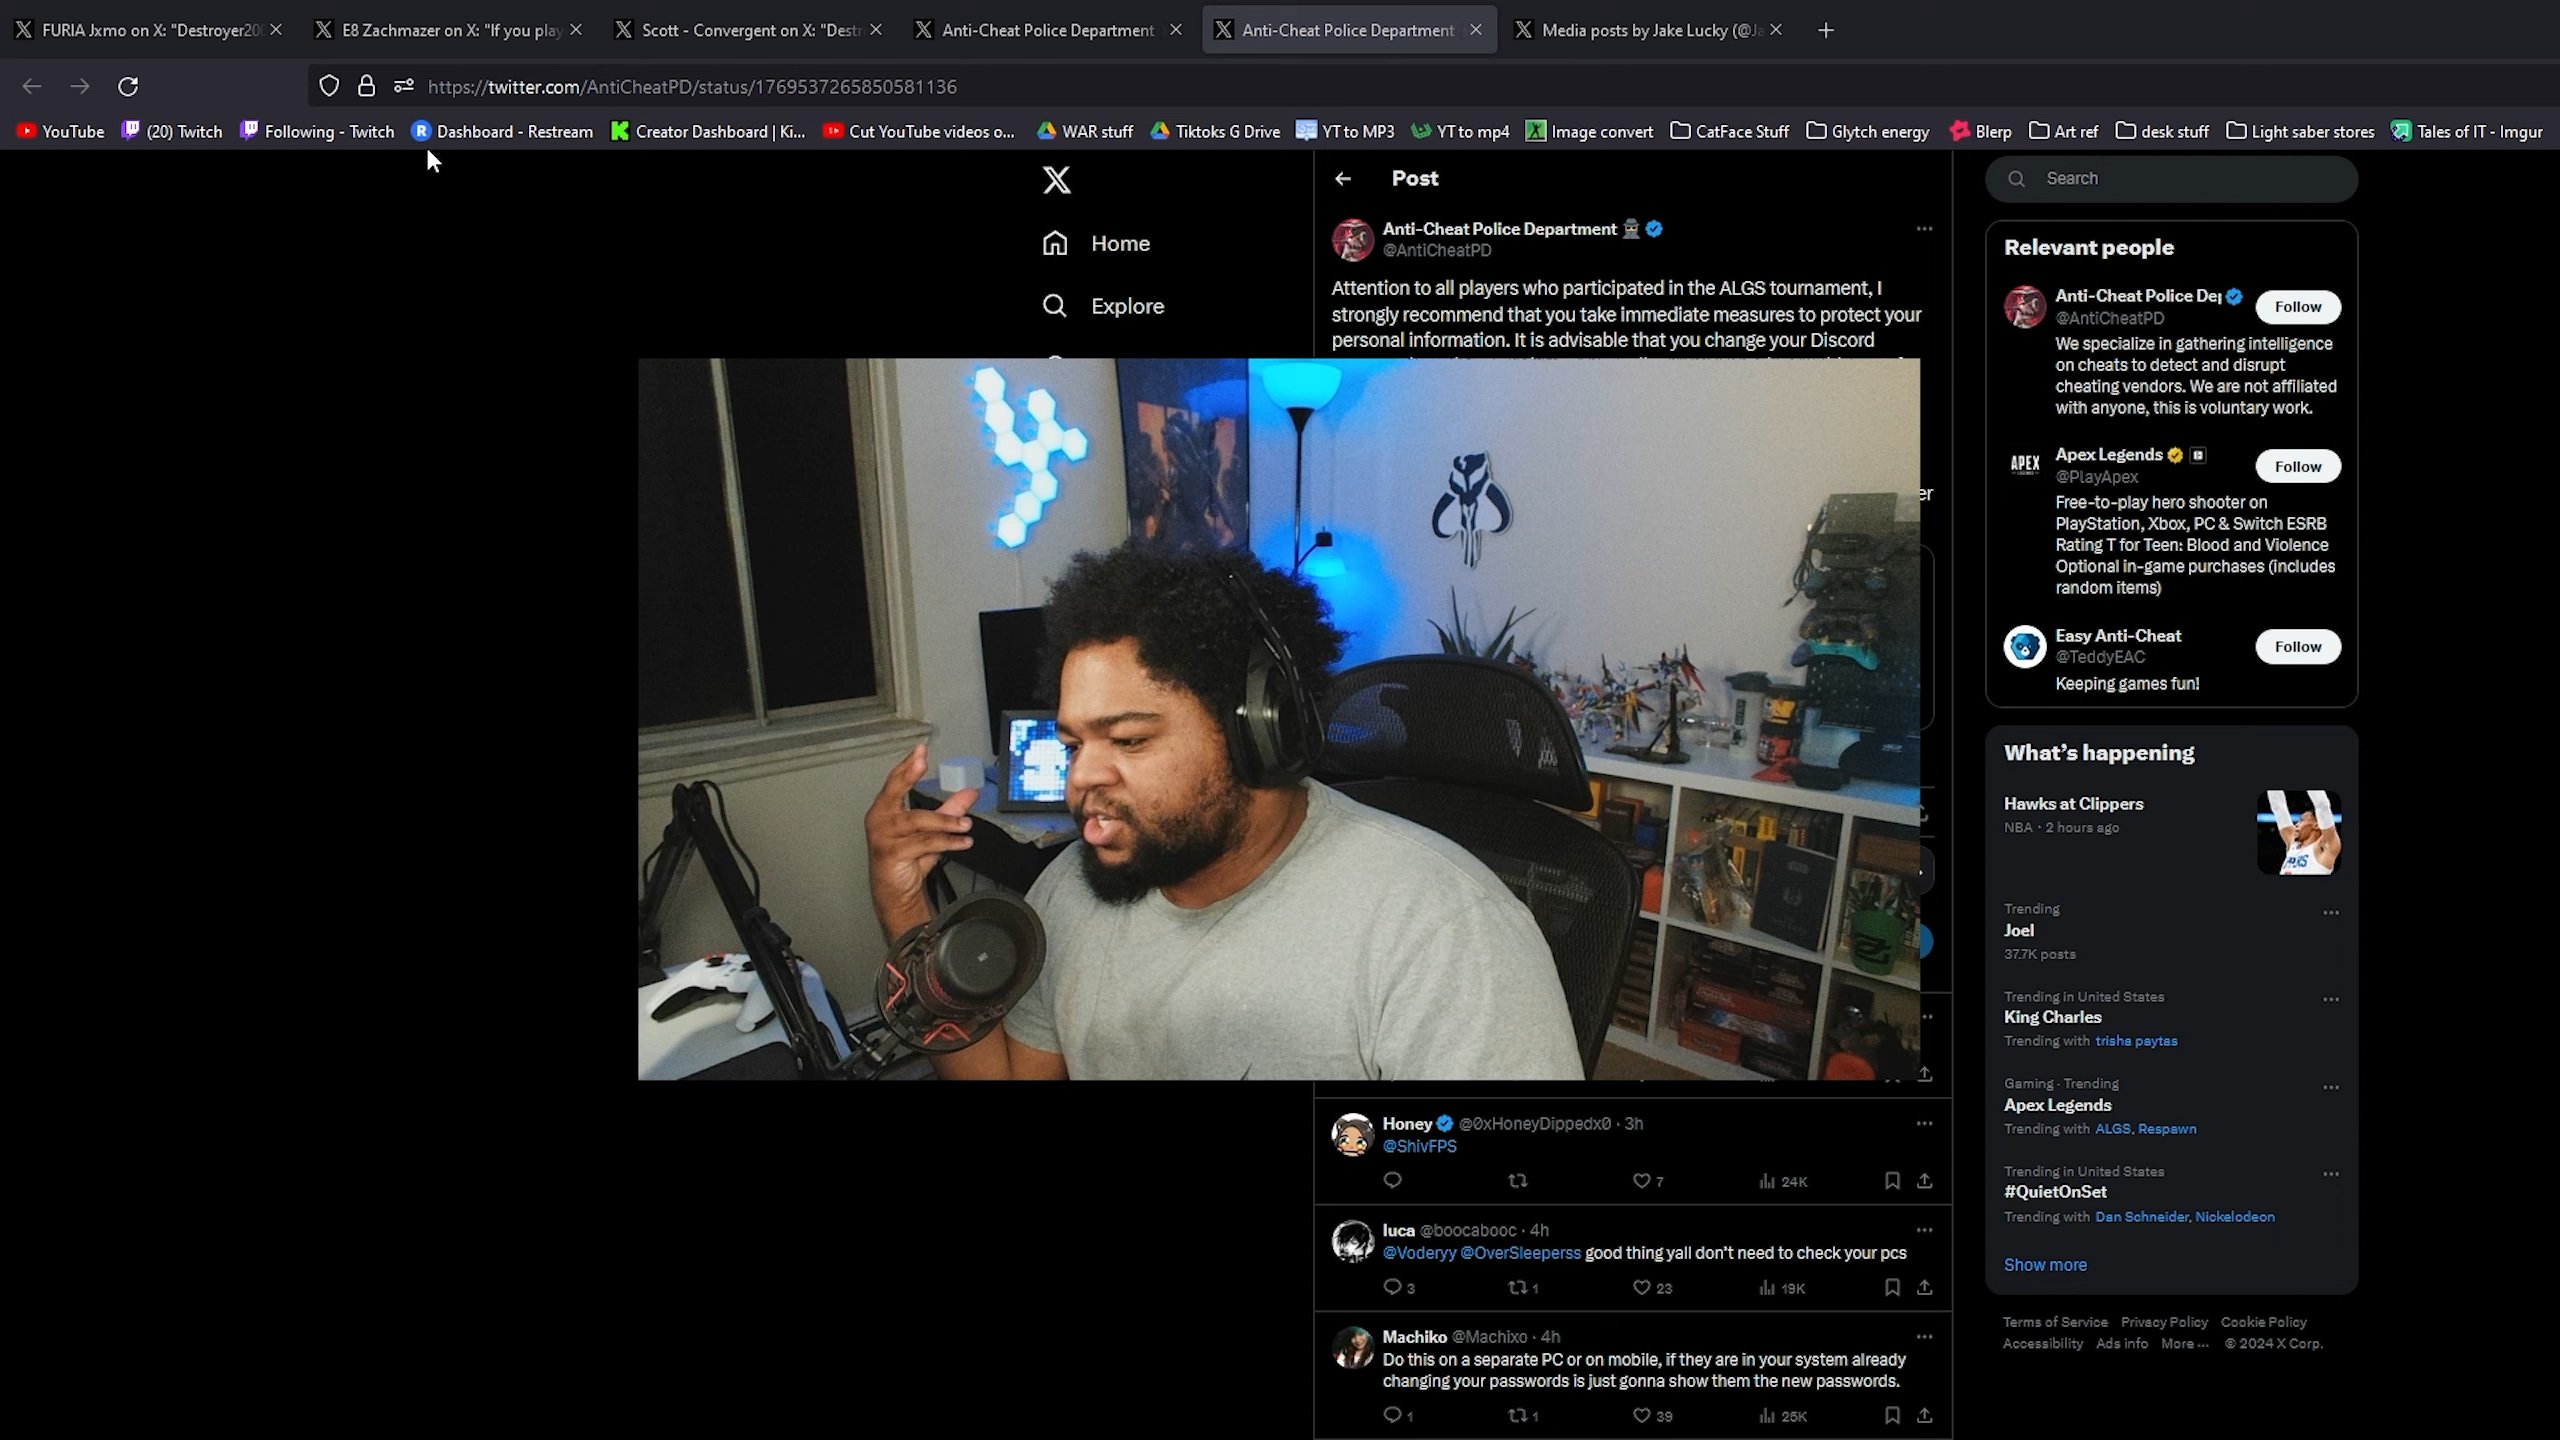 FURIA Jxmo on X: "Destroyer20
E8 Zachmazer on X: "If you play
Scott - Convergent on X: "Destr
Anti-Cheat Police Department
Anti-Cheat Police Department
Media posts by Jake Lucky (@Ja
https://twitter.com/AntiCheatPD/status/1769537265850581136
YouTube
(20) Twitch
Following - Twitch
Dashboard - Restream
Creator Dashboard | Ki...
Cut YouTube videos o...
WAR stuff
Tiktoks G Drive
YT to MP3
YT to mp4
Image convert
CatFace Stuff
Glytch energy
Blerp
Art ref
desk stuff
Light saber stores
Tales of IT - Imgur
Home
Explore
Post
Anti-Cheat Police Department
@AntiCheatPD
Attention to all players who participated in the ALGS tournament, I
strongly recommend that you take immediate measures to protect your
personal information. It is advisable that you change your Discord
er
Honey @0xHoneyDippedx0 · 3h
@ShivFPS
7 24K
luca @boocabooc · 4h
@Voderyy @OverSleeperss good thing yall don't need to check your pcs
3 1 23 19K
Machiko @Machixo · 4h
Do this on a separate PC or on mobile, if they are in your system already
changing your passwords is just gonna show them the new passwords.
1 1 39 25K
Search
Relevant people
Anti-Cheat Police De
@AntiCheatPD
Follow
We specialize in gathering intelligence
on cheats to detect and disrupt
cheating vendors. We are not affiliated
with anyone, this is voluntary work.
APEX
Apex Legends
@PlayApex
Follow
Free-to-play hero shooter on
PlayStation, Xbox, PC & Switch ESRB
Rating T for Teen: Blood and Violence
Optional in-game purchases (includes
random items)
Easy Anti-Cheat
@TeddyEAC
Follow
Keeping games fun!
What's happening
Hawks at Clippers
NBA · 2 hours ago
Trending
Joel
37.7K posts
Trending in United States
King Charles
Trending with trisha paytas
Gaming · Trending
Apex Legends
Trending with ALGS, Respawn
Trending in United States
#QuietOnSet
Trending with Dan Schneider, Nickelodeon
Show more
Terms of Service Privacy Policy Cookie Policy
Accessibility Ads info More ··· © 2024 X Corp.